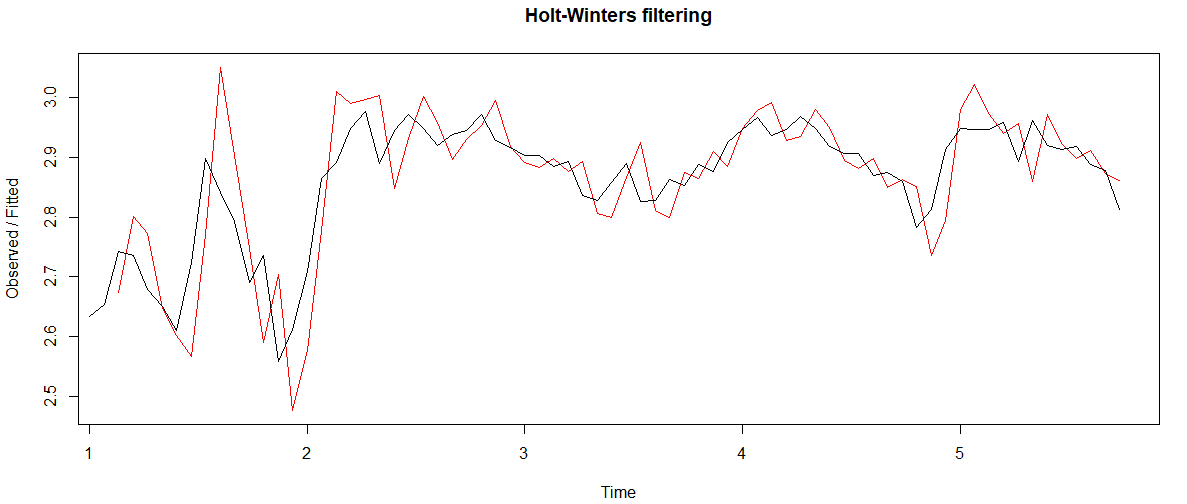 Holt-Winters filtering
Observed / Fitted
3.0
2.9
2.8
2.7
2.6
2.5
1 2 3 4 5
Time